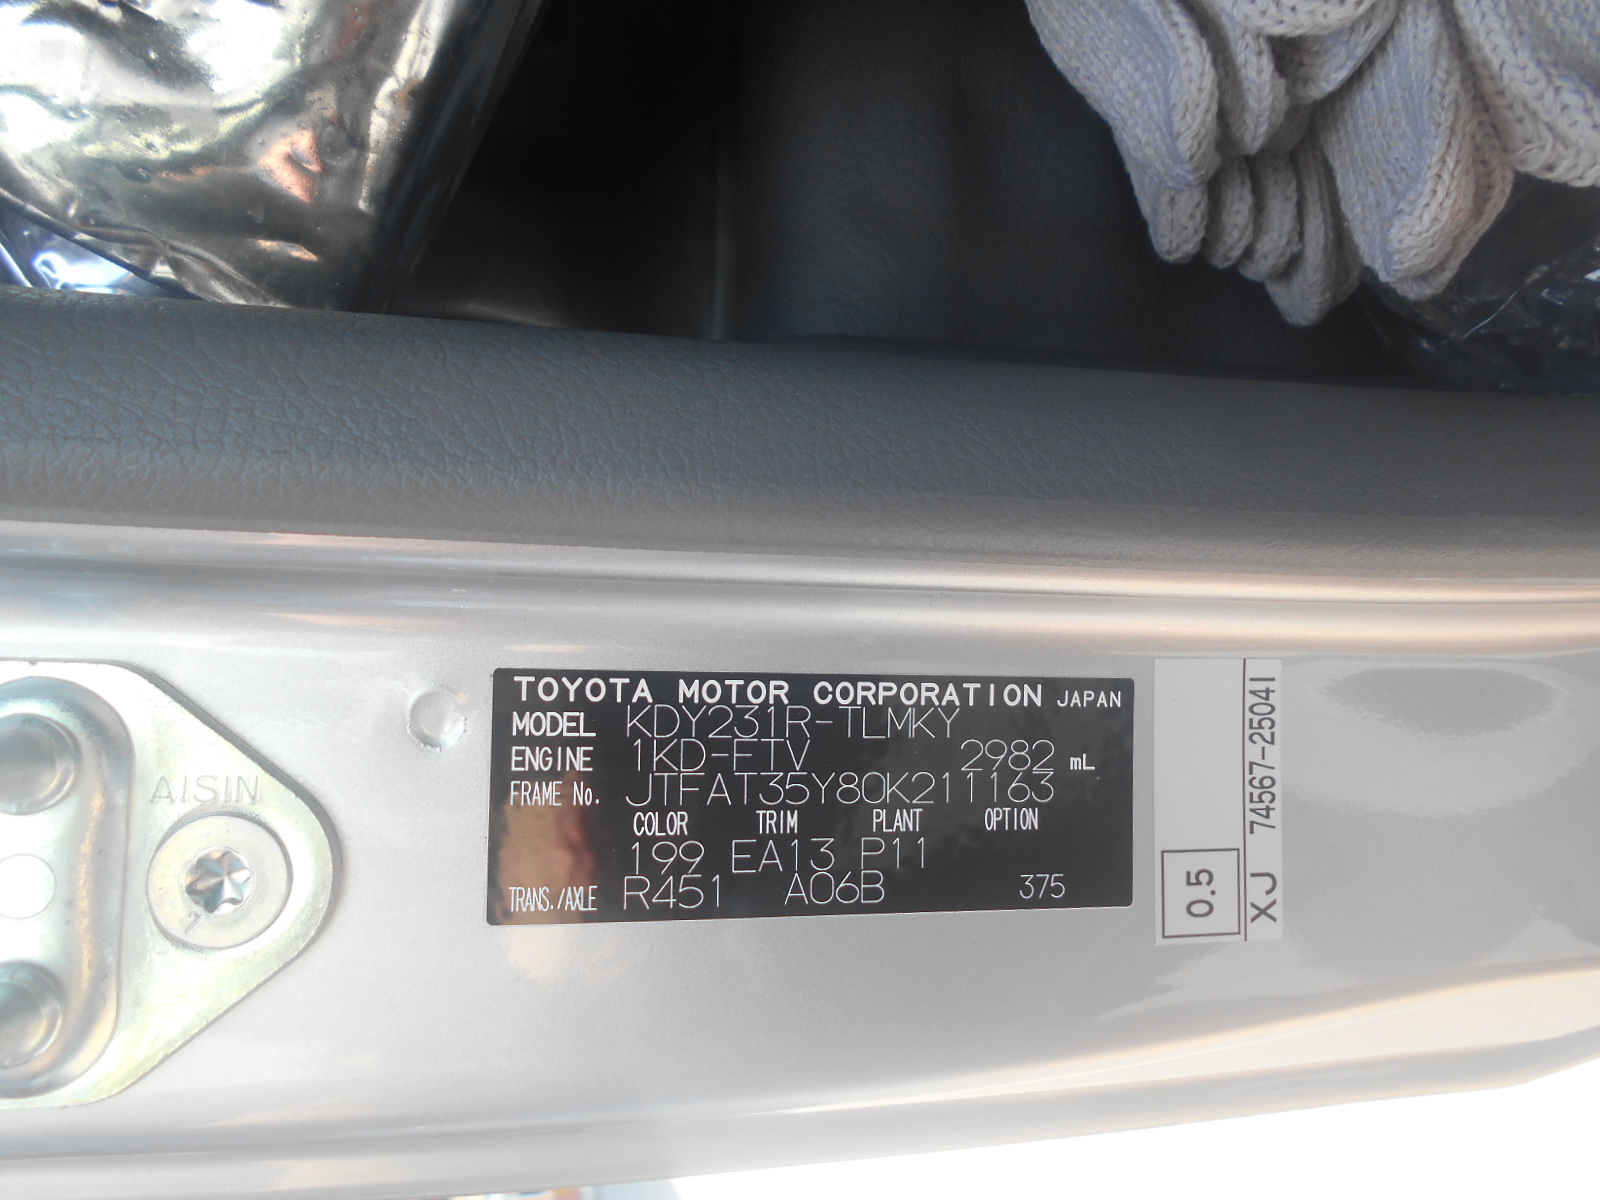 TOYOTA MOTOR CORPORATION JAPAN
MODEL KDY231R-TLMKY
ENGINE 1KD-FTV 2982 mL
FRAME No. JTFAT35Y80K211163
COLOR TRIM PLANT OPTION
199 EA13 P11
TRANS./AXLE R451 A06B 375
0.5
XJ 74567-25041
AISIN
7